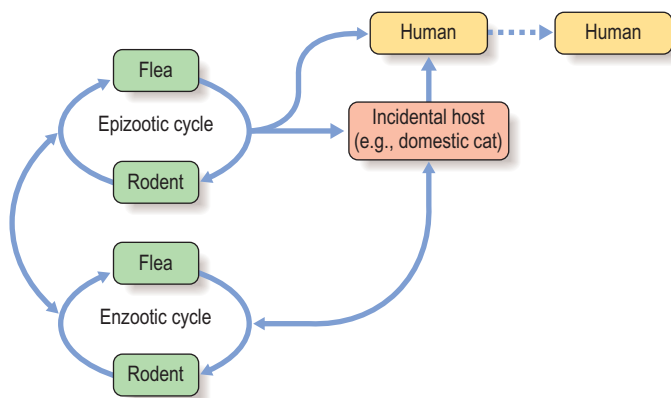 Human
Human
Flea
Epizootic cycle
Incidental host
(e.g., domestic cat)
Rodent
Flea
Enzootic cycle
Rodent